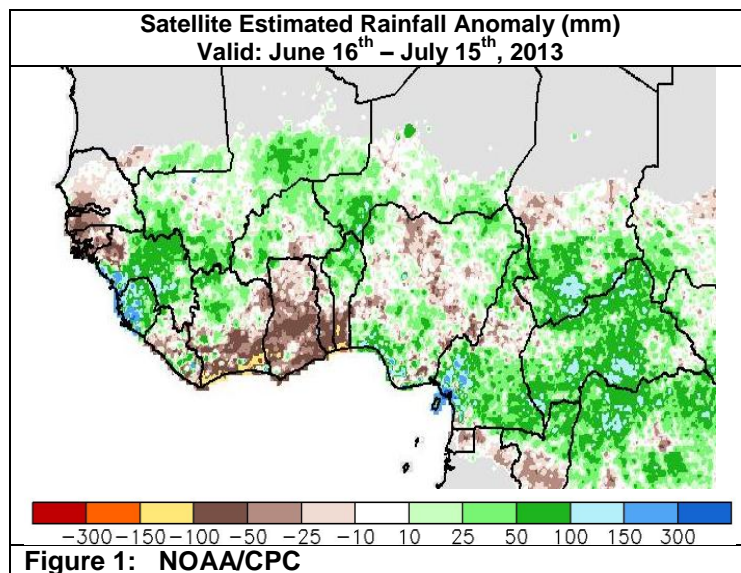 Satellite Estimated Rainfall Anomaly (mm)
Valid: June 16th – July 15th, 2013
-300 -150 -100 -50 -25 -10 10 25 50 100 150 300
Figure 1: NOAA/CPC